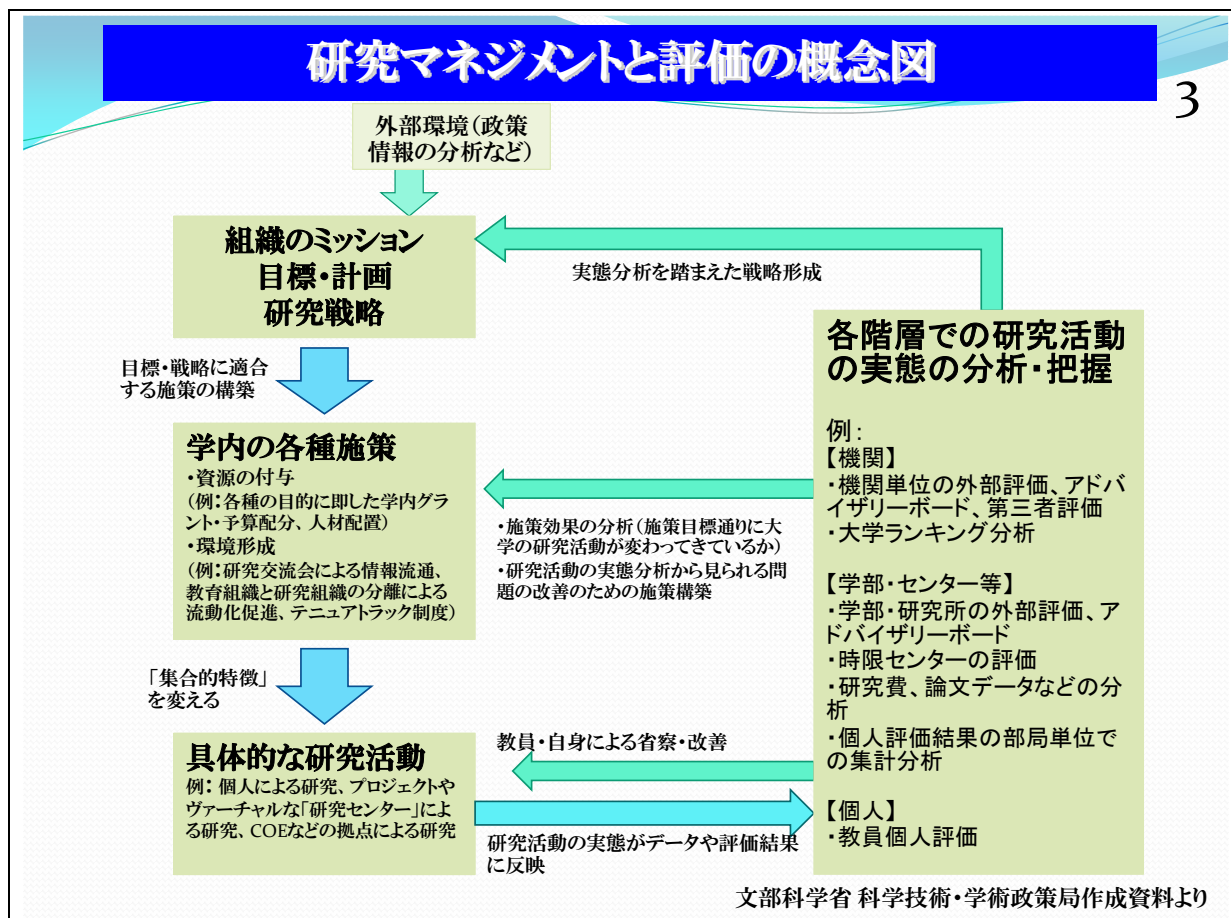 研究マネジメントと評価の概念図
3
外部環境（政策
情報の分析など）
組織のミッション
目標・計画
研究戦略
実態分析を踏まえた戦略形成
目標・戦略に適合
する施策の構築
学内の各種施策
・資源の付与
（例：各種の目的に即した学内グラ
ント・予算配分、人材配置）
・環境形成
（例：研究交流会による情報流通、
教育組織と研究組織の分離による
流動化促進、テニュアトラック制度）
・施策効果の分析（施策目標通りに大
学の研究活動が変わってきているか）
・研究活動の実態分析から見られる問
題の改善のための施策構築
「集合的特徴」
を変える
具体的な研究活動
例： 個人による研究、プロジェクトや
ヴァーチャルな「研究センター」によ
る研究、COEなどの拠点による研究
教員・自身による省察・改善
研究活動の実態がデータや評価結果
に反映
各階層での研究活動
の実態の分析・把握
例：
【機関】
・機関単位の外部評価、アドバ
イザリーボード、第三者評価
・大学ランキング分析
【学部・センター等】
・学部・研究所の外部評価、ア
ドバイザリーボード
・時限センターの評価
・研究費、論文データなどの分
析
・個人評価結果の部局単位で
の集計分析
【個人】
・教員個人評価
文部科学省 科学技術・学術政策局作成資料より